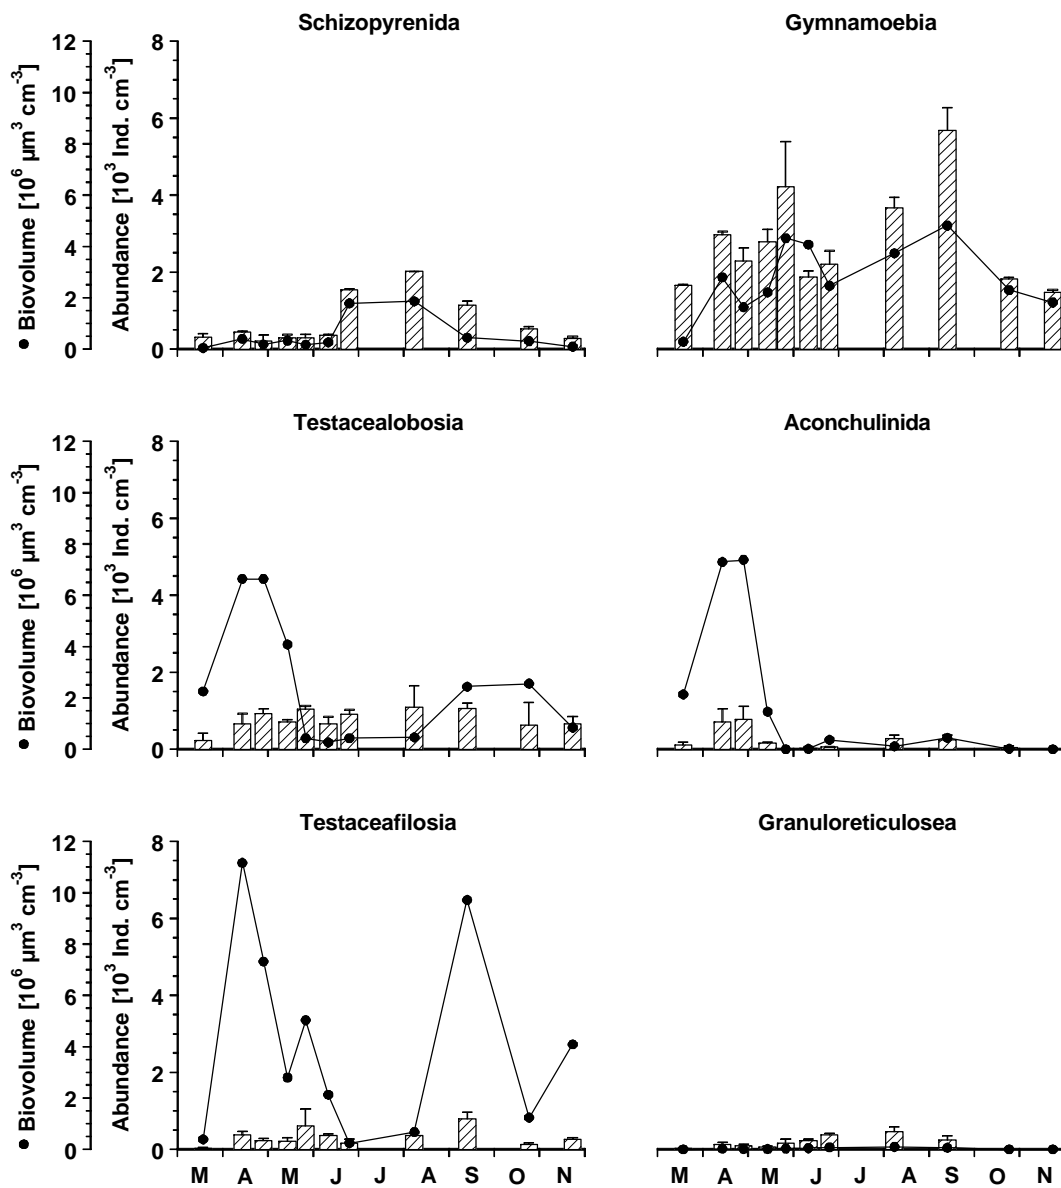 Schizopyrenida
Gymnamoebia
● Biovolume [10⁶ µm³ cm⁻³]
12
10
8
6
4
2
0
Abundance [10³ Ind. cm⁻³]
8
6
4
2
0
Testacealobosia
Aconchulinida
● Biovolume [10⁶ µm³ cm⁻³]
12
10
8
6
4
2
0
Abundance [10³ Ind. cm⁻³]
8
6
4
2
0
Testaceafilosia
Granuloreticulosea
● Biovolume [10⁶ µm³ cm⁻³]
12
10
8
6
4
2
0
Abundance [10³ Ind. cm⁻³]
8
6
4
2
0
M A M J J A S O N
M A M J J A S O N